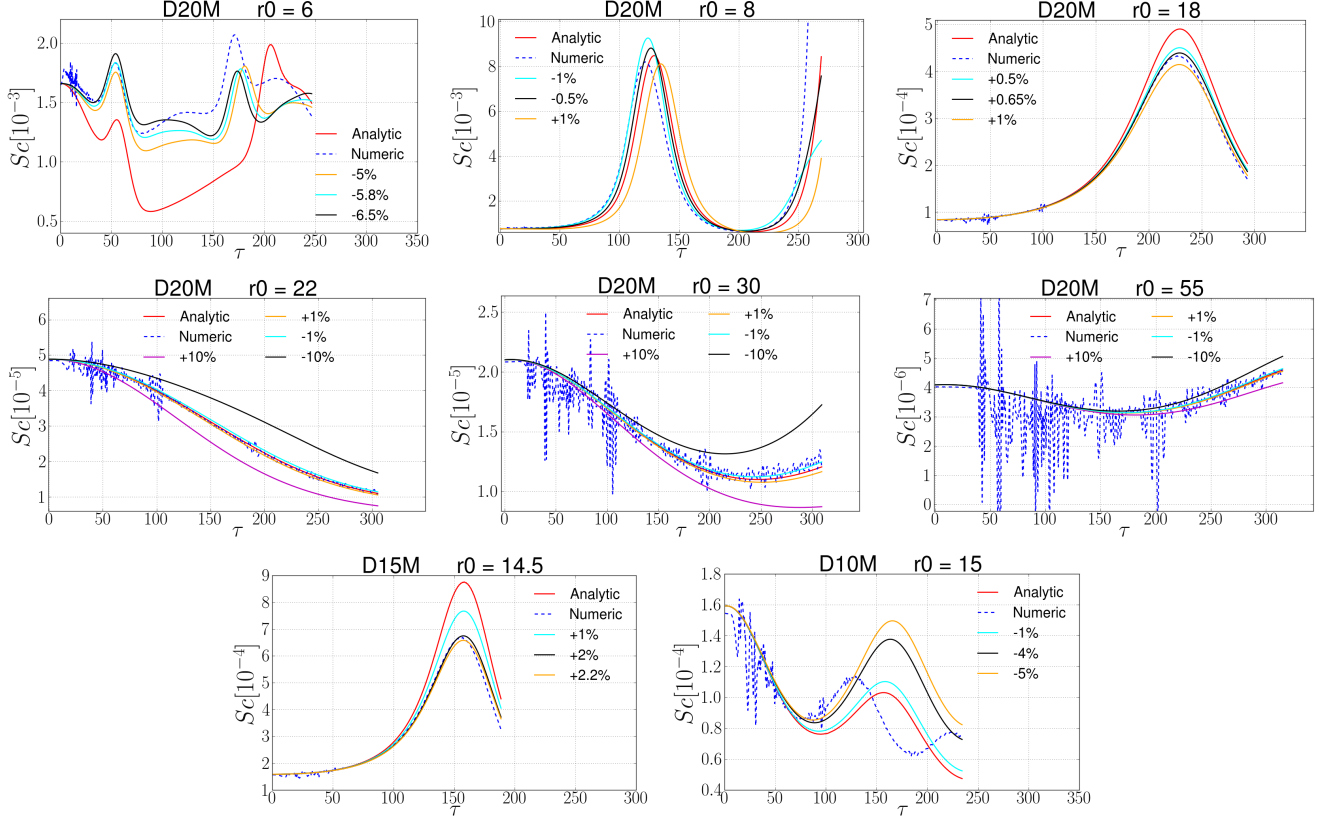 D20M r0 = 6
Sc[10−3]
2.0
1.5
1.0
0.5
0 50 100 150 200 250 300 350
τ
Analytic
Numeric
-5%
-5.8%
-6.5%
D20M r0 = 8
Sc[10−3]
10
8
6
4
2
0 50 100 150 200 250 300
τ
Analytic
Numeric
-1%
-0.5%
+1%
D20M r0 = 18
Sc[10−4]
5
4
3
2
1
0 50 100 150 200 250 300
τ
Analytic
Numeric
+0.5%
+0.65%
+1%
D20M r0 = 22
Sc[10−5]
6
5
4
3
2
1
0 50 100 150 200 250 300
τ
Analytic +1%
Numeric -1%
+10% -10%
D20M r0 = 30
Sc[10−5]
2.5
2.0
1.5
1.0
0 50 100 150 200 250 300
τ
Analytic +1%
Numeric -1%
+10% -10%
D20M r0 = 55
Sc[10−6]
7
6
5
4
3
2
1
0
0 50 100 150 200 250 300
τ
Analytic +1%
Numeric -1%
+10% -10%
D15M r0 = 14.5
Sc[10−4]
9
8
7
6
5
4
3
2
1
0 50 100 150 200 250 300
τ
Analytic
Numeric
+1%
+2%
+2.2%
D10M r0 = 15
Sc[10−4]
1.8
1.6
1.4
1.2
1.0
0.8
0.6
0.4
0 50 100 150 200 250 300 350
τ
Analytic
Numeric
-1%
-4%
-5%